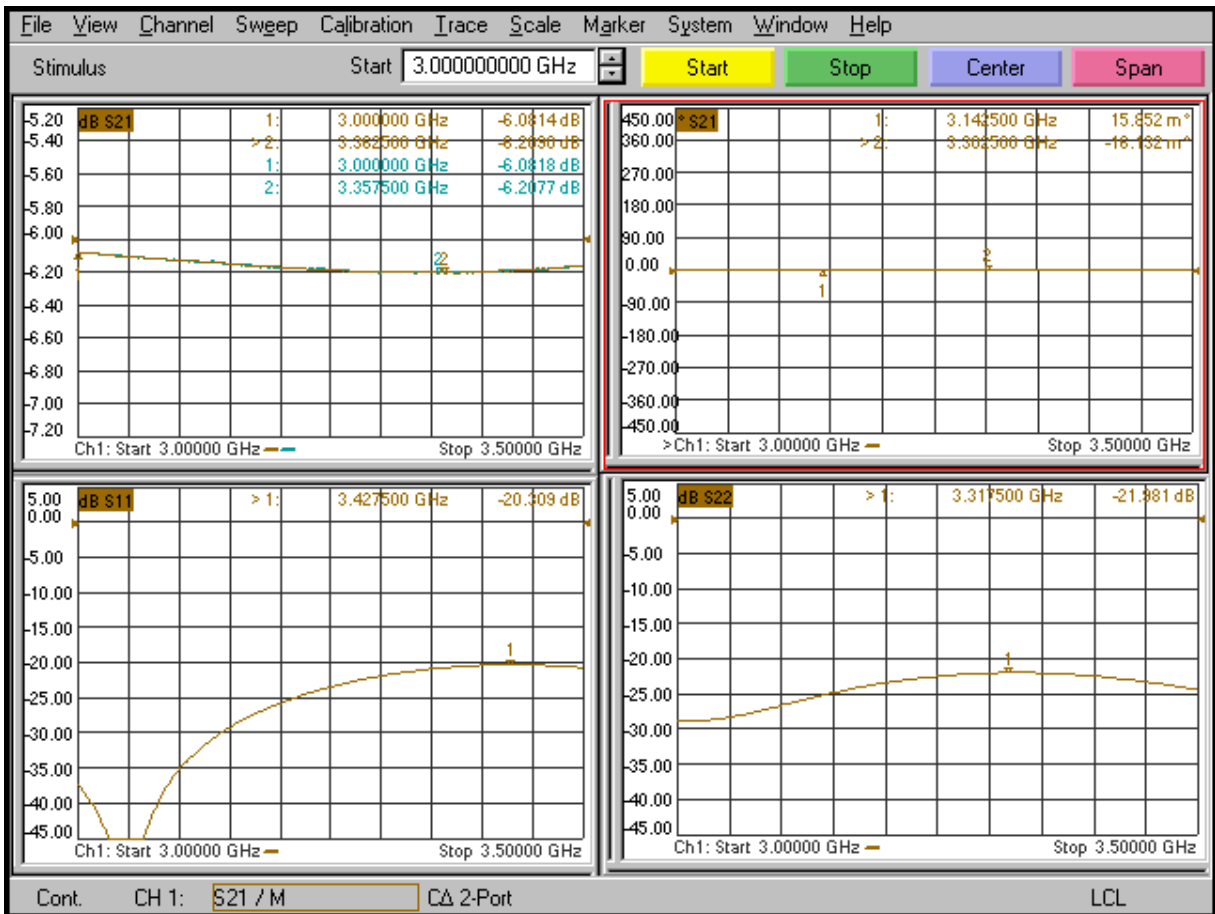 File View Channel Sweep Calibration Trace Scale Marker System Window Help
Stimulus Start 3.000000000 GHz Start Stop Center Span
dB S21
1: 3.000000 GHz -6.0814 dB
> 2: 3.362500 GHz -6.2090 dB
1: 3.000000 GHz -6.0818 dB
2: 3.357500 GHz -6.2077 dB
-5.20
-5.40
-5.60
-5.80
-6.00
-6.20
-6.40
-6.60
-6.80
-7.00
-7.20
22
Ch1: Start 3.00000 GHz Stop 3.50000 GHz
° S21
1: 3.142500 GHz 15.852 m°
> 2: 3.302500 GHz
450.00
360.00
270.00
180.00
90.00
0.00
-90.00
-180.00
-270.00
-360.00
-450.00
2
1
>Ch1: Start 3.00000 GHz Stop 3.50000 GHz
dB S11
> 1: 3.427500 GHz -20.309 dB
5.00
0.00
-5.00
-10.00
-15.00
-20.00
-25.00
-30.00
-35.00
-40.00
-45.00
1
Ch1: Start 3.00000 GHz Stop 3.50000 GHz
dB S22
> 1: 3.317500 GHz -21.981 dB
5.00
0.00
-5.00
-10.00
-15.00
-20.00
-25.00
-30.00
-35.00
-40.00
-45.00
1
Ch1: Start 3.00000 GHz Stop 3.50000 GHz
Cont. CH 1: S21 / M CΔ 2-Port LCL